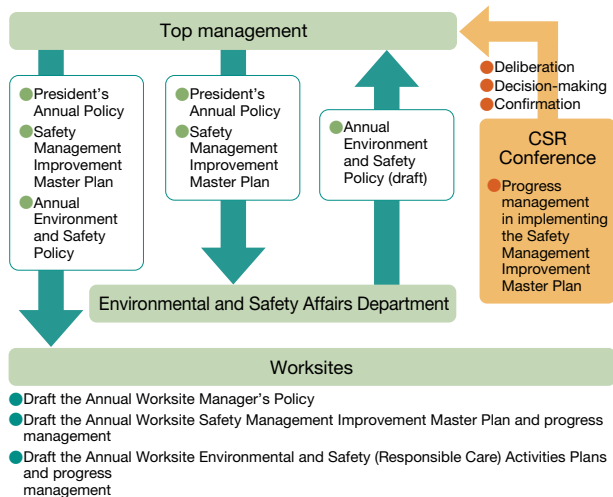 Top management
President's
Annual Policy
Safety
Management
Improvement
Master Plan
Annual
Environment
and Safety
Policy
President's
Annual Policy
Safety
Management
Improvement
Master Plan
Annual
Environment
and Safety
Policy (draft)
Deliberation
Decision-making
Confirmation
CSR
Conference
Progress
management
in implementing
the Safety
Management
Improvement
Master Plan
Environmental and Safety Affairs Department
Worksites
Draft the Annual Worksite Manager's Policy
Draft the Annual Worksite Safety Management Improvement Master Plan and progress
management
Draft the Annual Worksite Environmental and Safety (Responsible Care) Activities Plans
and progress
management